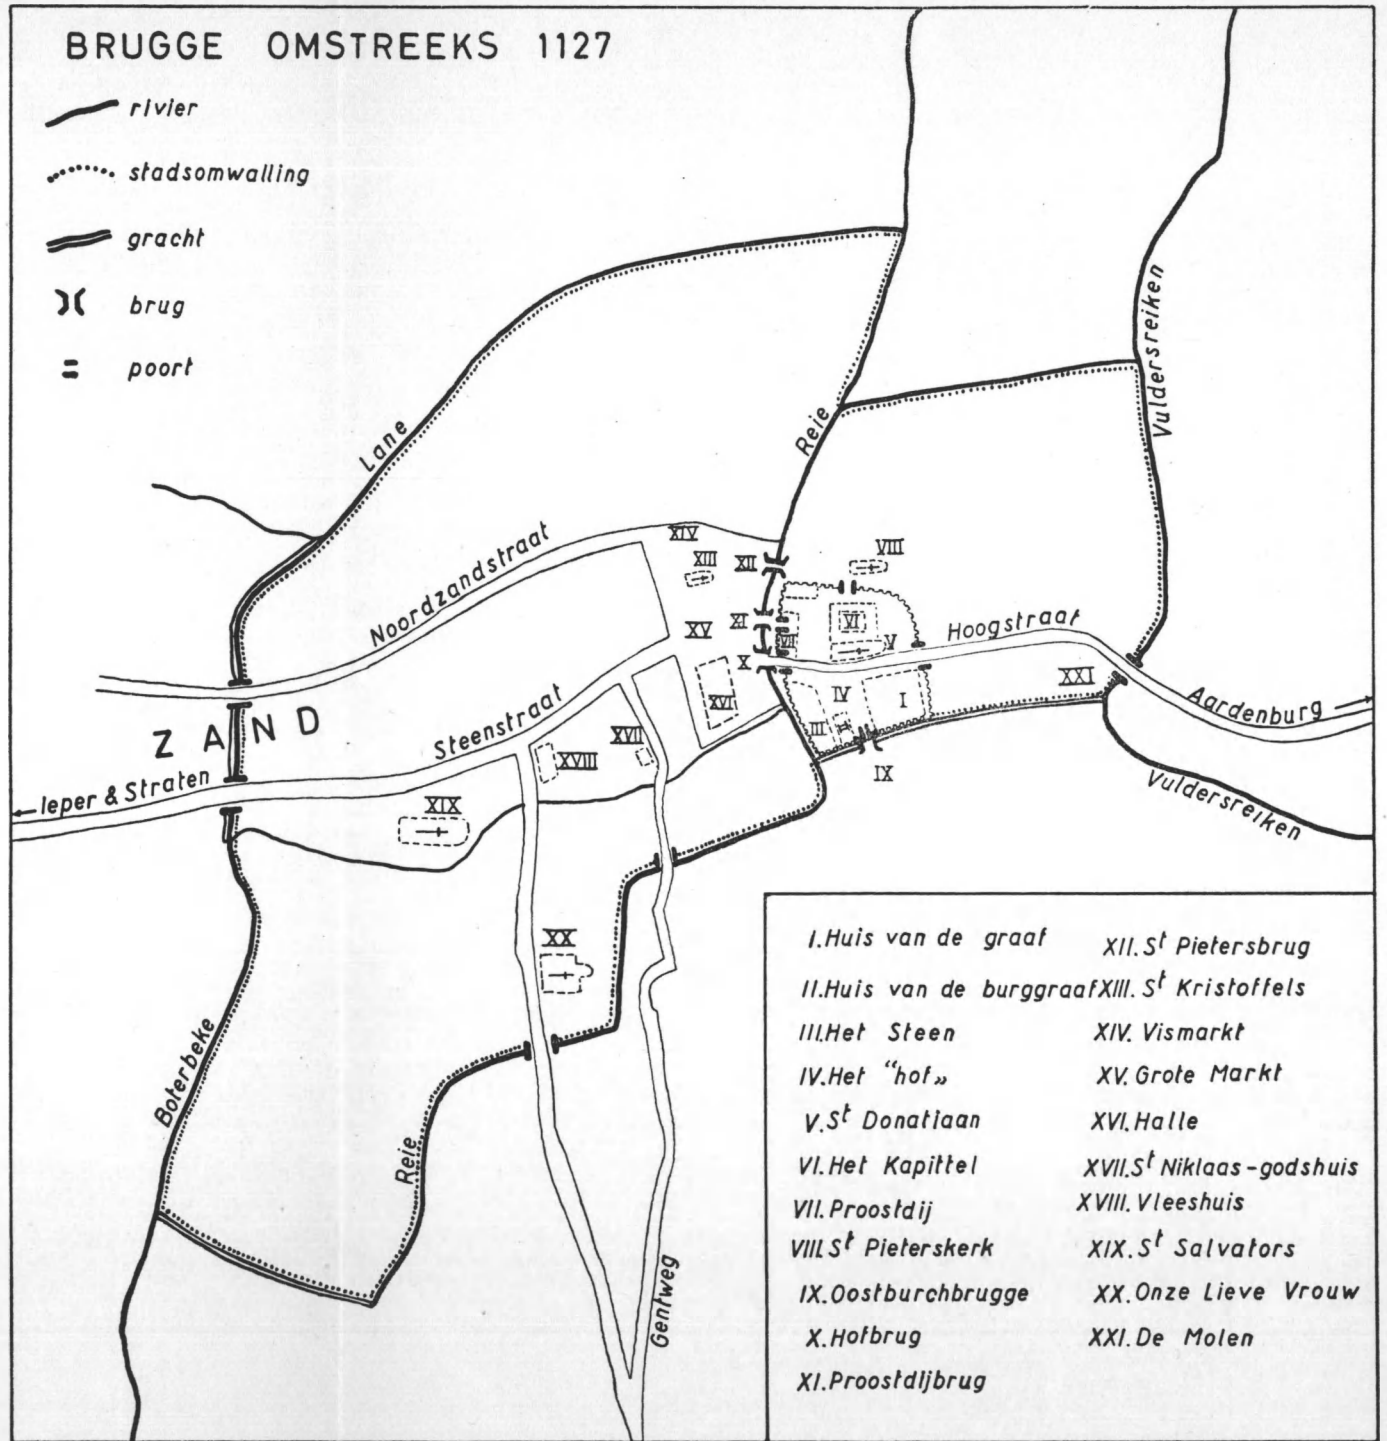 BRUGGE OMSTREEKS 1127
rivier
stadsomwalling
gracht
brug
poort
Lane
Reie
Vuldersreiken
Noordzandstraat
XIV
XIII
XII
VIII
XI
XV
VII
VI
V
Hoogstraat
X
XVI
IV
I
III
II
IX
XXI
Aardenburg
Vuldersreiken
ZAND
Steenstraat
XVII
XVIII
Ieper & Straten
XIX
XX
Boterbeke
Reie
Gentweg
I. Huis van de graaf
II. Huis van de burggraaf
III. Het Steen
IV. Het “hof„
V. St Donatiaan
VI. Het Kapittel
VII. Proostdij
VIII. St Pieterskerk
IX. Oostburchbrugge
X. Hofbrug
XI. Proostdijbrug
XII. St Pietersbrug
XIII. St Kristoffels
XIV. Vismarkt
XV. Grote Markt
XVI. Halle
XVII. St Niklaas-godshuis
XVIII. Vleeshuis
XIX. St Salvators
XX. Onze Lieve Vrouw
XXI. De Molen